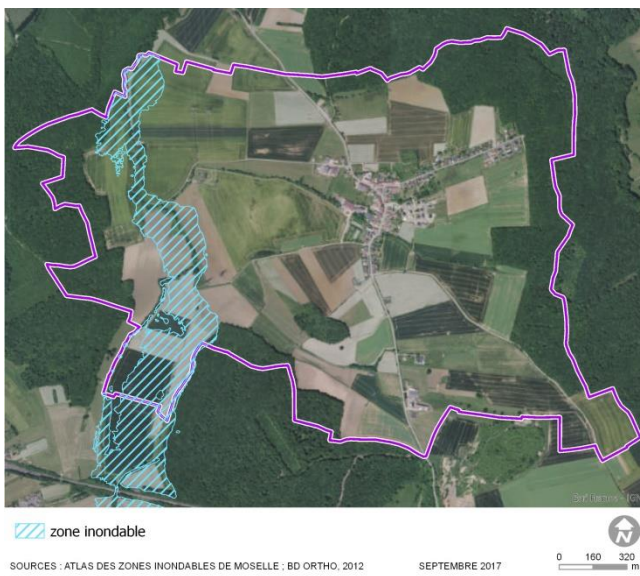 zone inondable
N
SOURCES : ATLAS DES ZONES INONDABLES DE MOSELLE ; BD ORTHO, 2012 SEPTEMBRE 2017
0 160 320
m